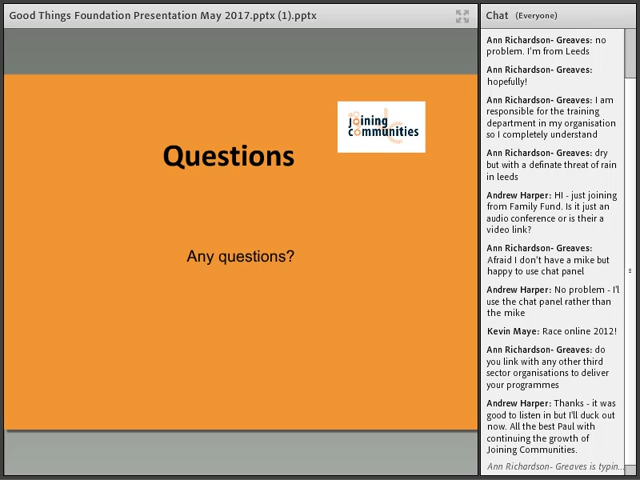 Good Things Foundation Presentation May 2017.pptx (1).pptx
joining
communities
Questions
Any questions?
Chat (Everyone)
Ann Richardson- Greaves: no
problem. I'm from Leeds
Ann Richardson- Greaves:
hopefully!
Ann Richardson- Greaves: I am
responsible for the training
department in my organisation
so I completely understand
Ann Richardson- Greaves: dry
but with a definate threat of rain
in leeds
Andrew Harper: HI - just joining
from Family Fund. Is it just an
audio conference or is their a
video link?
Ann Richardson- Greaves:
Afraid I don't have a mike but
happy to use chat panel
Andrew Harper: No problem - I'll
use the chat panel rather than
the mike
Kevin Maye: Race online 2012!
Ann Richardson- Greaves: do
you link with any other third
sector organisations to deliver
your programmes
Andrew Harper: Thanks - it was
good to listen in but I'll duck out
now. All the best Paul with
continuing the growth of
Joining Communities.
Ann Richardson- Greaves is typin...